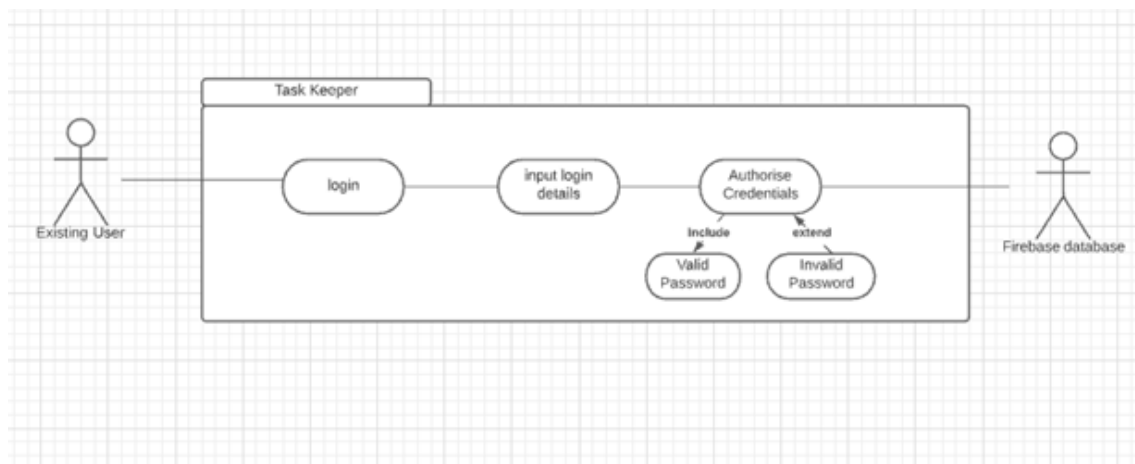 Task Keeper
login
input login
details
Authorise
Credentials
Include
extend
Valid
Password
Invalid
Password
Existing User
Firebase database